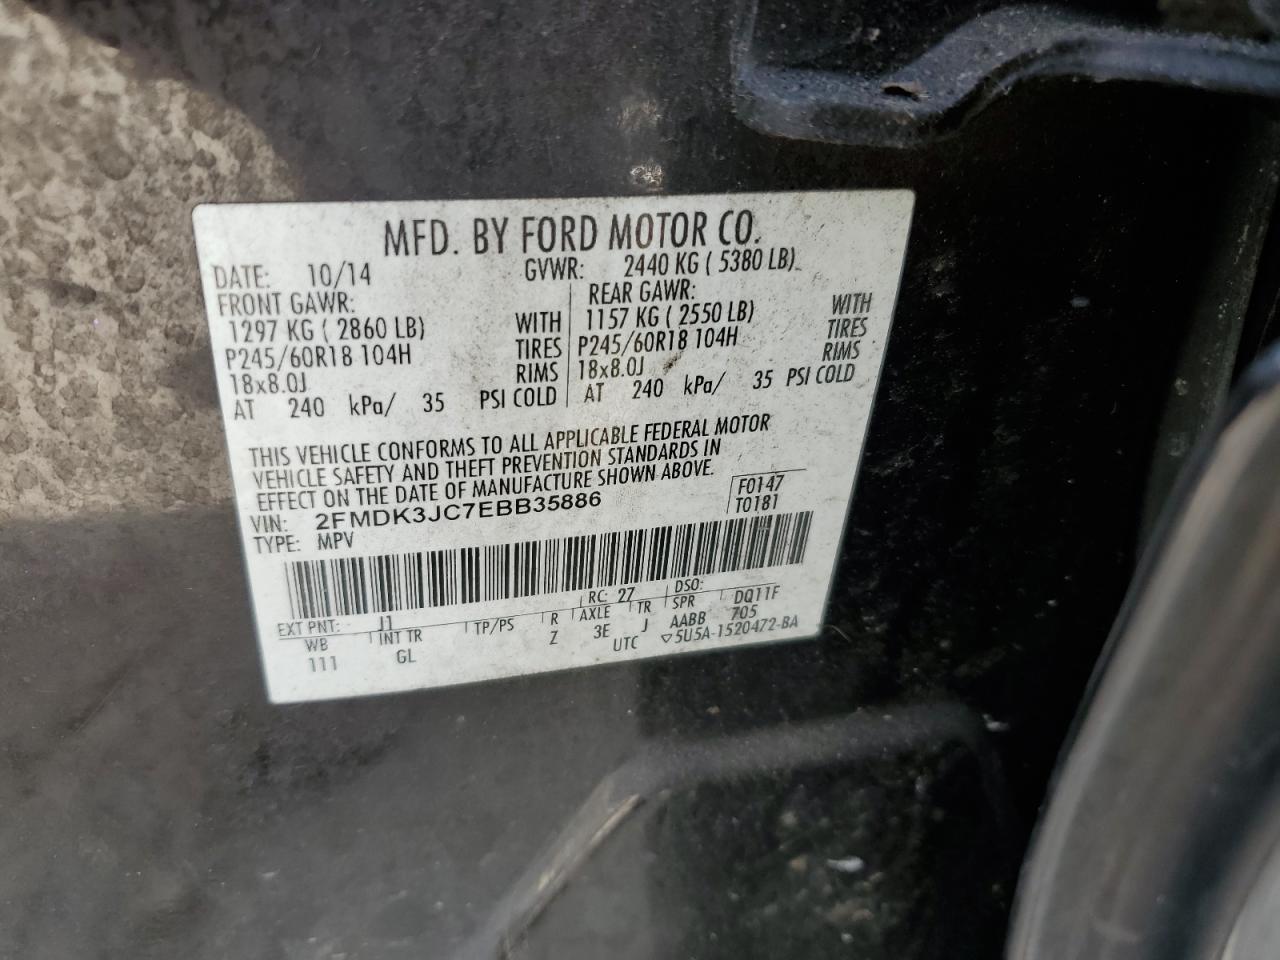 MFD. BY FORD MOTOR CO.
DATE: 10/14 GVWR: 2440 KG ( 5380 LB)
FRONT GAWR: REAR GAWR:
1297 KG ( 2860 LB) WITH 1157 KG ( 2550 LB) WITH
P245/60R18 104H TIRES P245/60R18 104H TIRES
18x8.0J RIMS 18x8.0J RIMS
AT 240 kPa/ 35 PSI COLD AT 240 kPa/ 35 PSI COLD
THIS VEHICLE CONFORMS TO ALL APPLICABLE FEDERAL MOTOR
VEHICLE SAFETY AND THEFT PREVENTION STANDARDS IN
EFFECT ON THE DATE OF MANUFACTURE SHOWN ABOVE.
VIN: 2FMDK3JC7EBB35886 F0147
TYPE: MPV T0181
EXT PNT: J1 RC: 27 DSO:
WB INT TR TP/PS R AXLE TR SPR DQ11F
111 GL Z 3E J AABB 705
UTC ▽5U5A-1520472-BA